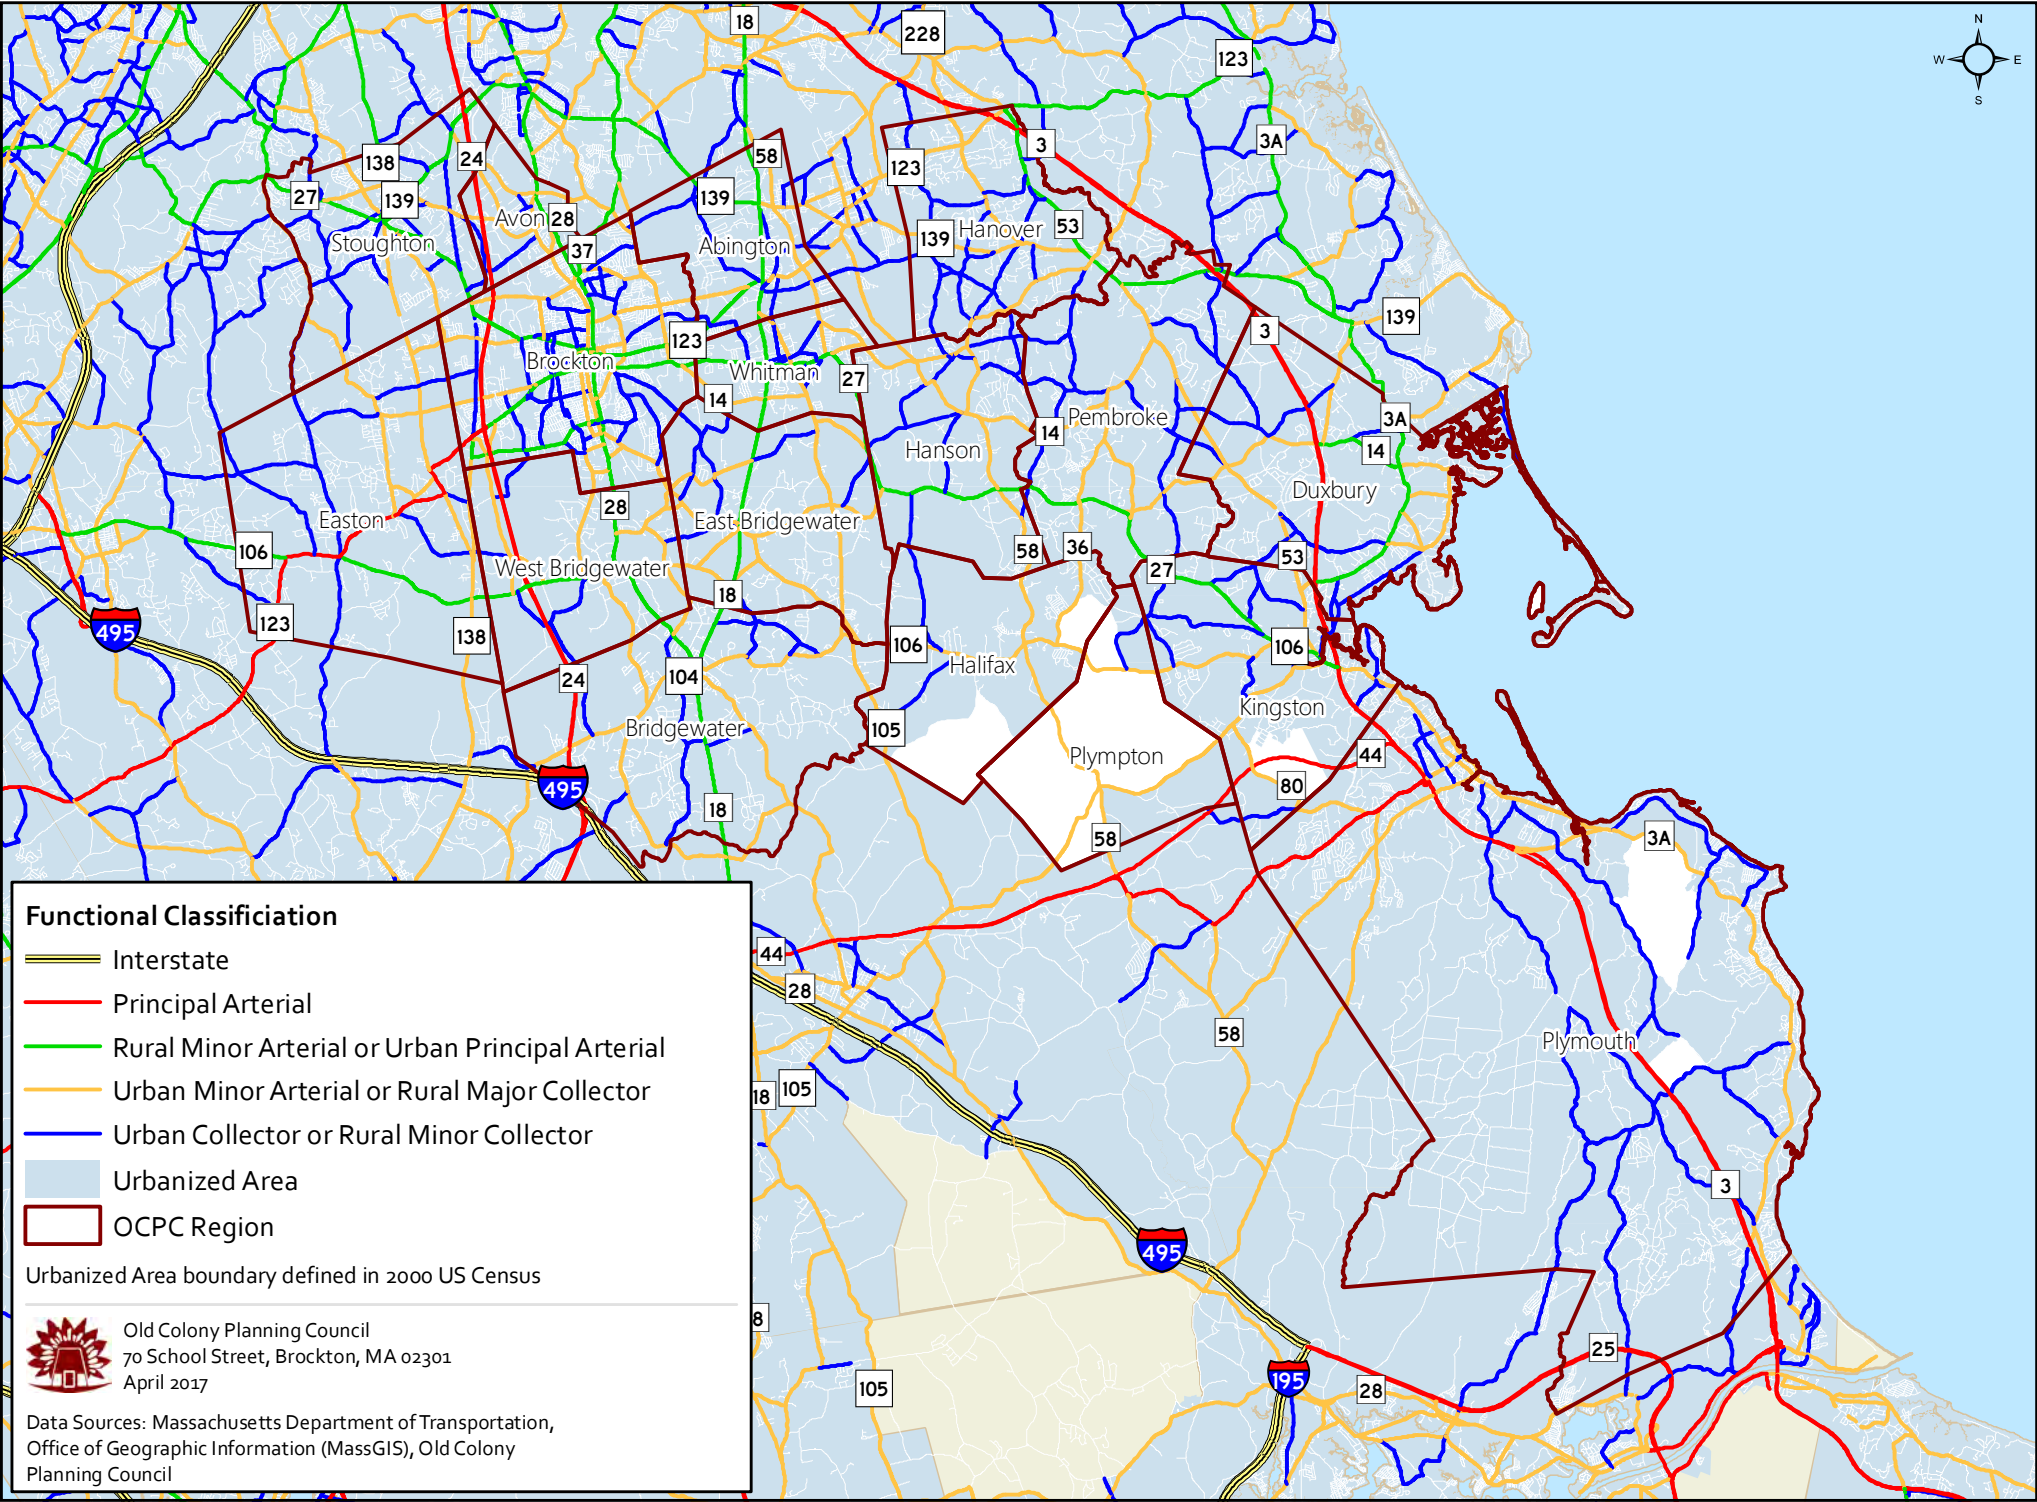 18
228
123
N
W
E
S
138
24
58
3
3A
27
139
139
123
Avon
28
Stoughton
37
Abington
139
Hanover
53
123
Brockton
Whitman
27
14
3
139
Hanson
14
Pembroke
3A
14
Duxbury
Easton
28
East Bridgewater
106
West Bridgewater
58
36
27
53
495
123
138
18
106
Halifax
106
24
104
Bridgewater
105
Kingston
Plympton
44
495
18
80
58
3A
Functional Classificiation
Interstate
Principal Arterial
Rural Minor Arterial or Urban Principal Arterial
Urban Minor Arterial or Rural Major Collector
Urban Collector or Rural Minor Collector
Urbanized Area
OCPC Region
Urbanized Area boundary defined in 2000 US Census
Old Colony Planning Council
70 School Street, Brockton, MA 02301
April 2017
Data Sources: Massachusetts Department of Transportation,
Office of Geographic Information (MassGIS), Old Colony
Planning Council
44
28
58
Plymouth
18
105
3
495
8
25
195
28
105